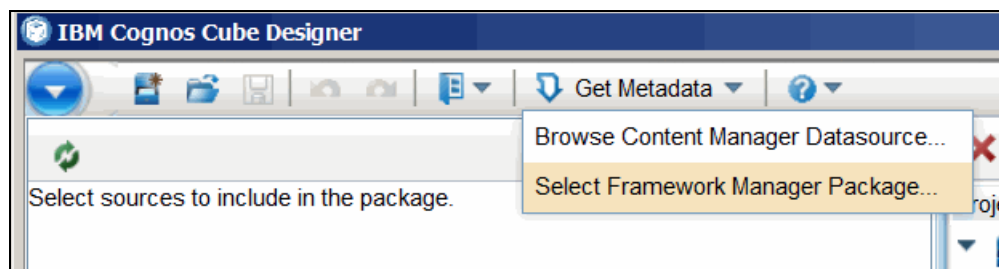 IBM Cognos Cube Designer
Get Metadata
Browse Content Manager Datasource...
Select Framework Manager Package...
Select sources to include in the package.